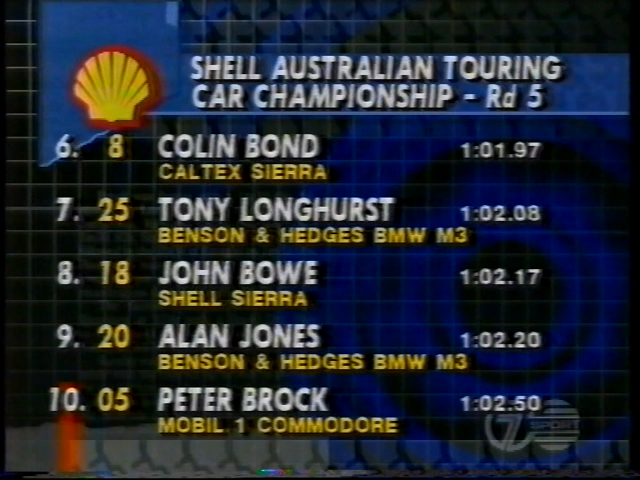 SHELL AUSTRALIAN TOURING
CAR CHAMPIONSHIP - Rd 5
6. 8 COLIN BOND 1:01.97
CALTEX SIERRA
7. 25 TONY LONGHURST 1:02.08
BENSON & HEDGES BMW M3
8. 18 JOHN BOWE 1:02.17
SHELL SIERRA
9. 20 ALAN JONES 1:02.20
BENSON & HEDGES BMW M3
10. 05 PETER BROCK 1:02.50
MOBIL 1 COMMODORE
7 SPORT